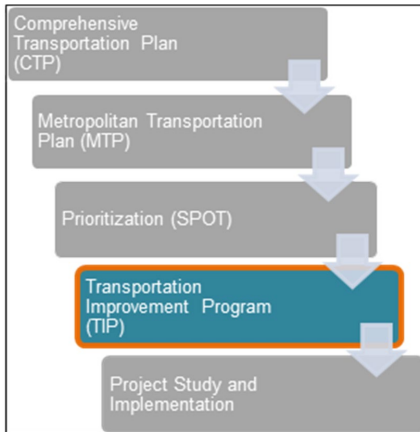 Comprehensive
Transportation Plan
(CTP)
Metropolitan Transportation
Plan (MTP)
Prioritization (SPOT)
Transportation
Improvement Program
(TIP)
Project Study and
Implementation